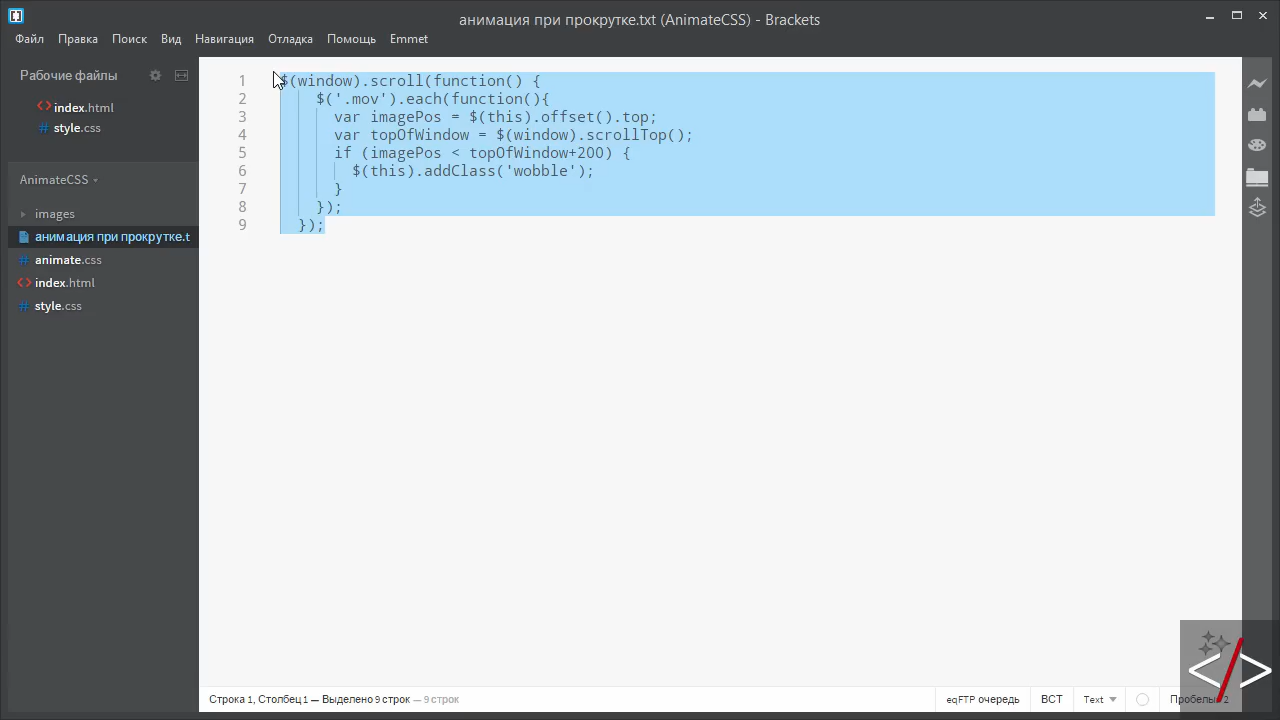 анимация при прокрутке.txt (AnimateCSS) - Brackets
Файл Правка Поиск Вид Навигация Отладка Помощь Emmet
Рабочие файлы
index.html
style.css
AnimateCSS
images
анимация при прокрутке.t
animate.css
index.html
style.css
1 $(window).scroll(function() {
2 $('.mov').each(function(){
3 var imagePos = $(this).offset().top;
4 var topOfWindow = $(window).scrollTop();
5 if (imagePos < topOfWindow+200) {
6 $(this).addClass('wobble');
7 }
8 });
9 });
Строка 1, Столбец 1 — Выделено 9 строк — 9 строк
eqFTP очередь ВСТ Text Пробелы: 2